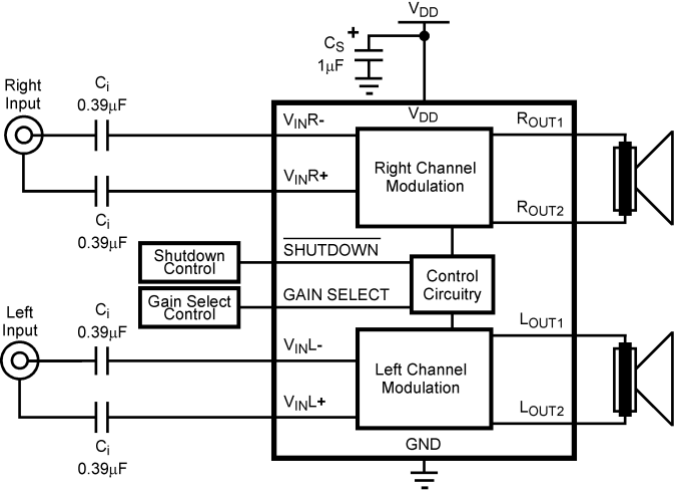 VDD
CS
+
1µF
Right
Input
Ci
0.39µF
VDD
VINR-
ROUT1
Right Channel
Modulation
VINR+
ROUT2
Ci
0.39µF
SHUTDOWN
Shutdown
Control
Control
Circuitry
Gain Select
Control
GAIN SELECT
Left
Input
Ci
0.39µF
LOUT1
VINL-
Left Channel
Modulation
VINL+
LOUT2
Ci
0.39µF
GND